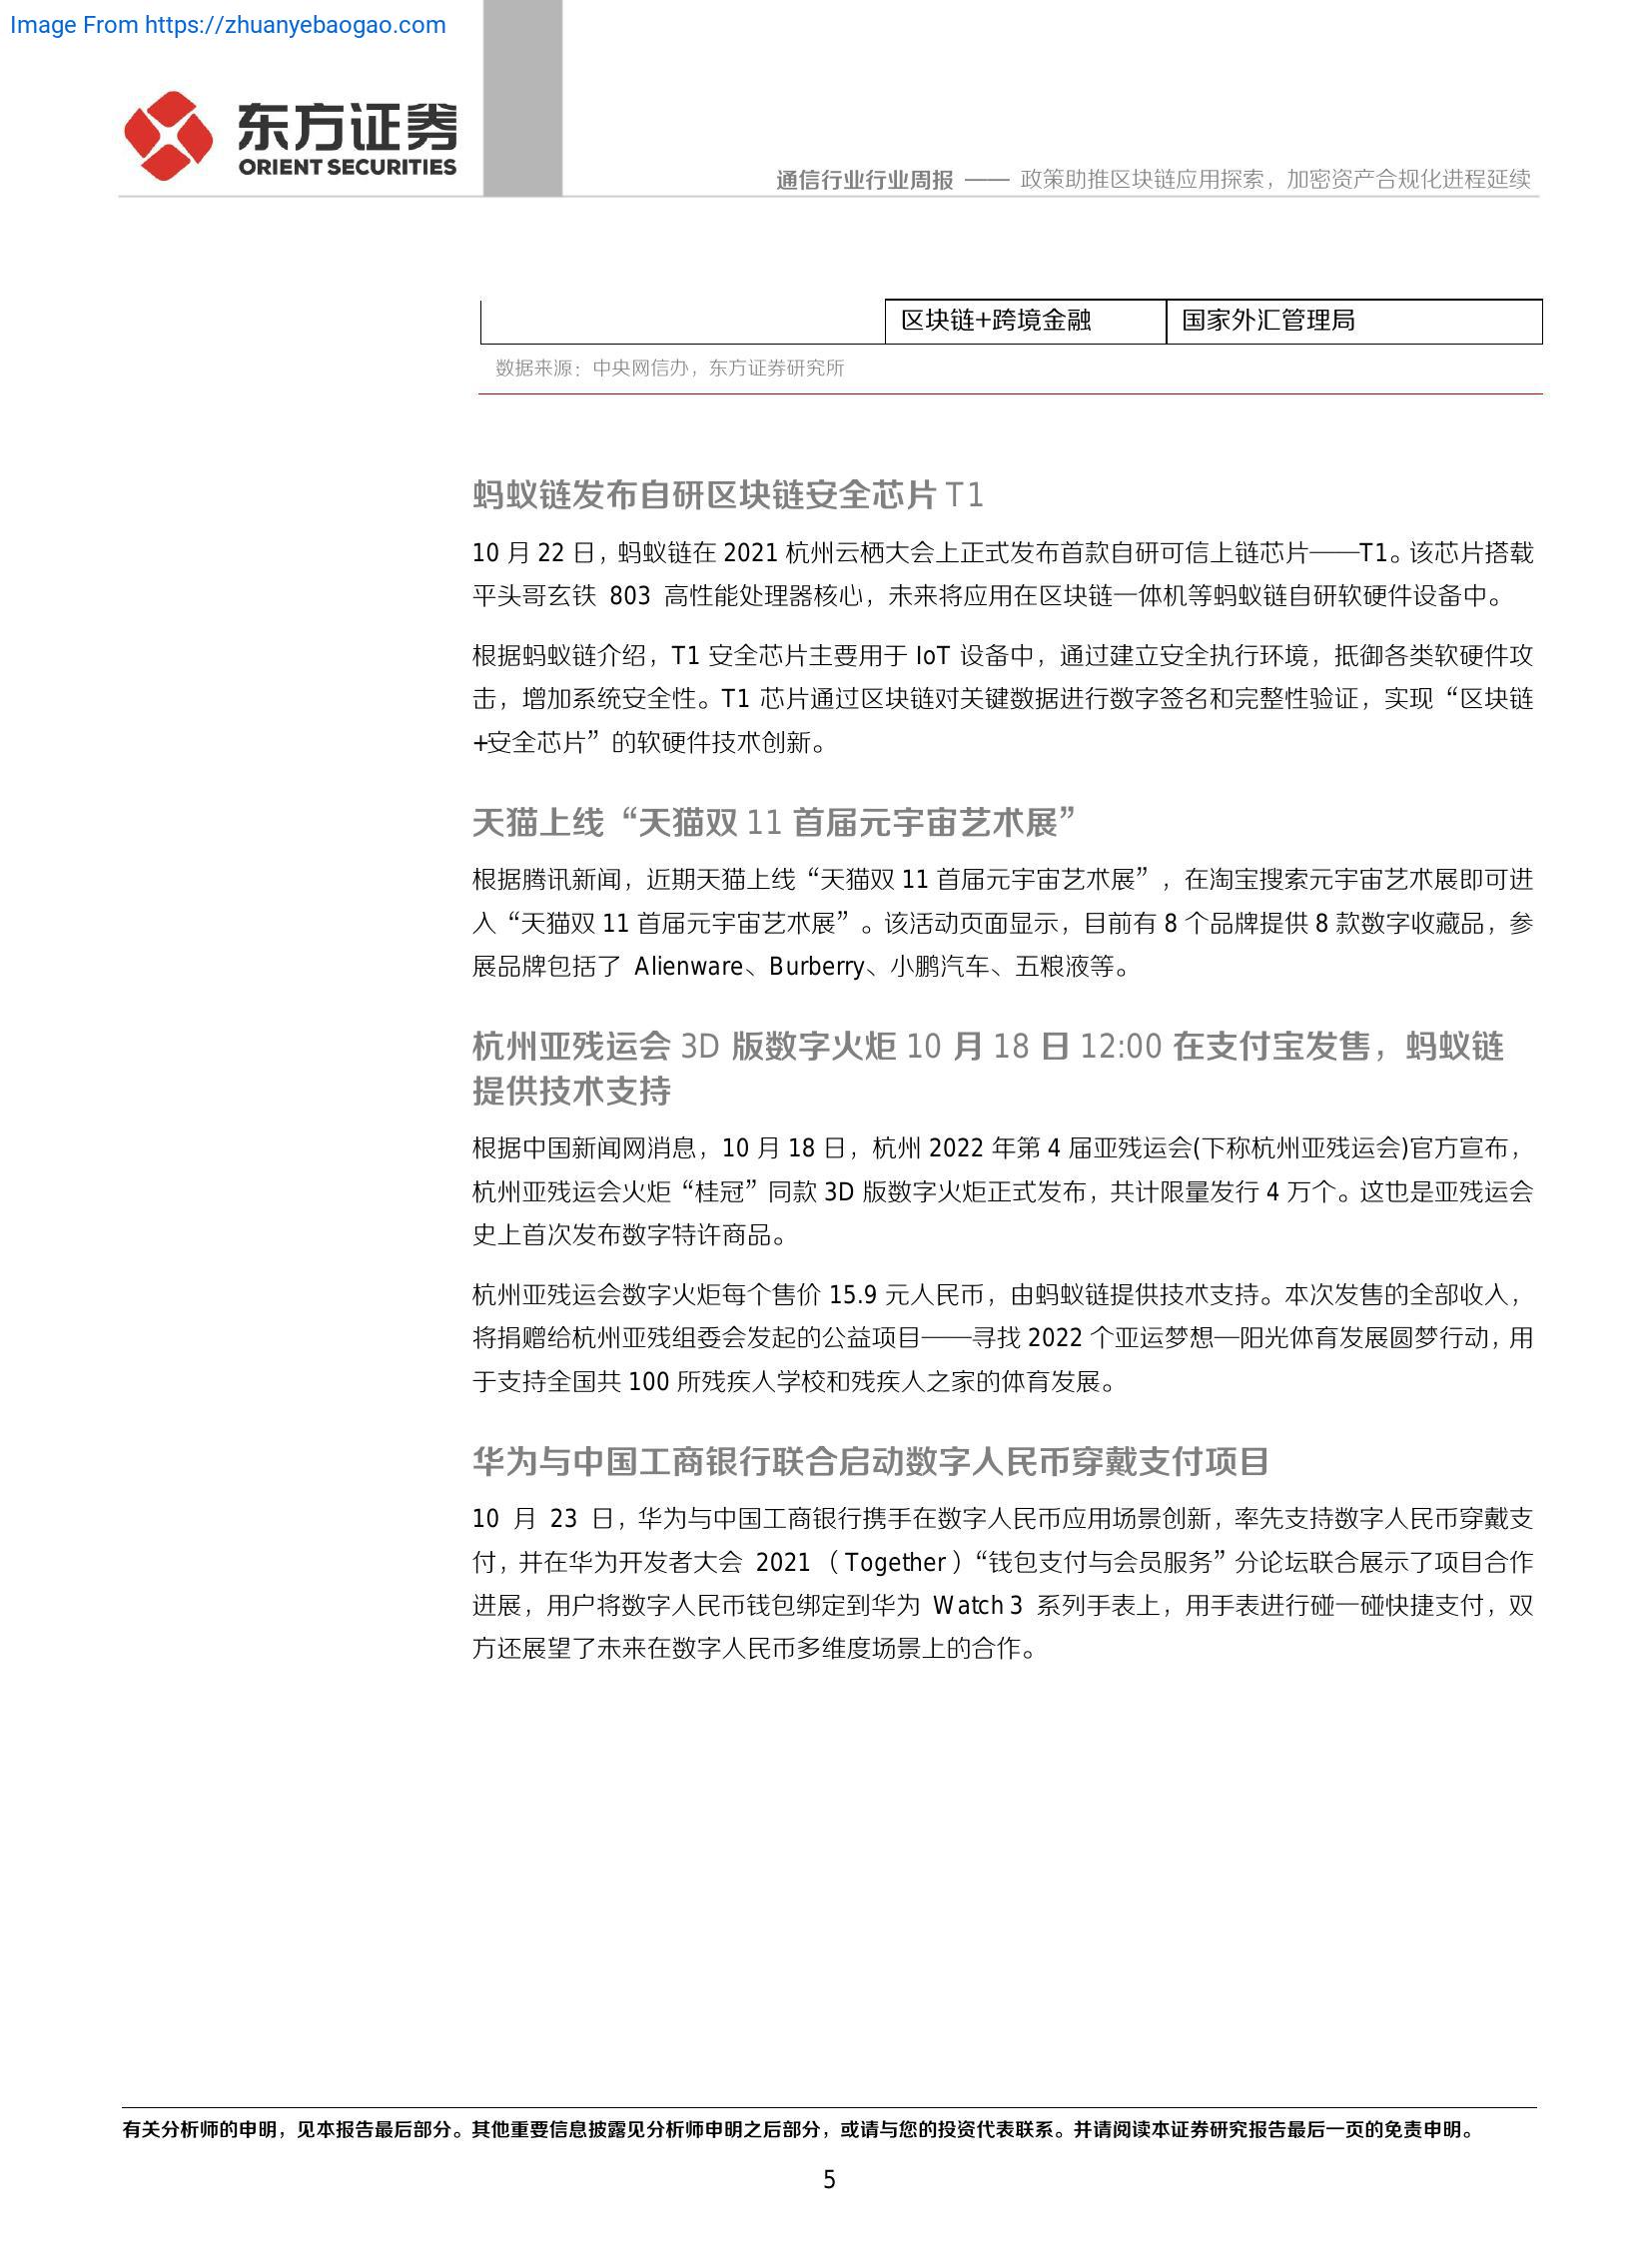 Image From https://zhuanyebaogao.com
东方证券
ORIENT SECURITIES
通信行业行业周报 —— 政策助推区块链应用探索，加密资产合规化进程延续
区块链+跨境金融 国家外汇管理局
数据来源：中央网信办，东方证券研究所
蚂蚁链发布自研区块链安全芯片 T1
10 月 22 日，蚂蚁链在 2021 杭州云栖大会上正式发布首款自研可信上链芯片——T1。该芯片搭载
平头哥玄铁 803 高性能处理器核心，未来将应用在区块链一体机等蚂蚁链自研软硬件设备中。
根据蚂蚁链介绍，T1 安全芯片主要用于 IoT 设备中，通过建立安全执行环境，抵御各类软硬件攻
击，增加系统安全性。T1 芯片通过区块链对关键数据进行数字签名和完整性验证，实现“区块链
+安全芯片”的软硬件技术创新。
天猫上线“天猫双 11 首届元宇宙艺术展”
根据腾讯新闻，近期天猫上线“天猫双 11 首届元宇宙艺术展”，在淘宝搜索元宇宙艺术展即可进
入“天猫双 11 首届元宇宙艺术展”。该活动页面显示，目前有 8 个品牌提供 8 款数字收藏品，参
展品牌包括了 Alienware、Burberry、小鹏汽车、五粮液等。
杭州亚残运会 3D 版数字火炬 10 月 18 日 12:00 在支付宝发售，蚂蚁链
提供技术支持
根据中国新闻网消息，10 月 18 日，杭州 2022 年第 4 届亚残运会(下称杭州亚残运会)官方宣布，
杭州亚残运会火炬“桂冠”同款 3D 版数字火炬正式发布，共计限量发行 4 万个。这也是亚残运会
史上首次发布数字特许商品。
杭州亚残运会数字火炬每个售价 15.9 元人民币，由蚂蚁链提供技术支持。本次发售的全部收入，
将捐赠给杭州亚残组委会发起的公益项目——寻找 2022 个亚运梦想—阳光体育发展圆梦行动，用
于支持全国共 100 所残疾人学校和残疾人之家的体育发展。
华为与中国工商银行联合启动数字人民币穿戴支付项目
10 月 23 日，华为与中国工商银行携手在数字人民币应用场景创新，率先支持数字人民币穿戴支
付，并在华为开发者大会 2021（Together）“钱包支付与会员服务”分论坛联合展示了项目合作
进展，用户将数字人民币钱包绑定到华为 Watch 3 系列手表上，用手表进行碰一碰快捷支付，双
方还展望了未来在数字人民币多维度场景上的合作。
有关分析师的申明，见本报告最后部分。其他重要信息披露见分析师申明之后部分，或请与您的投资代表联系。并请阅读本证券研究报告最后一页的免责申明。
5